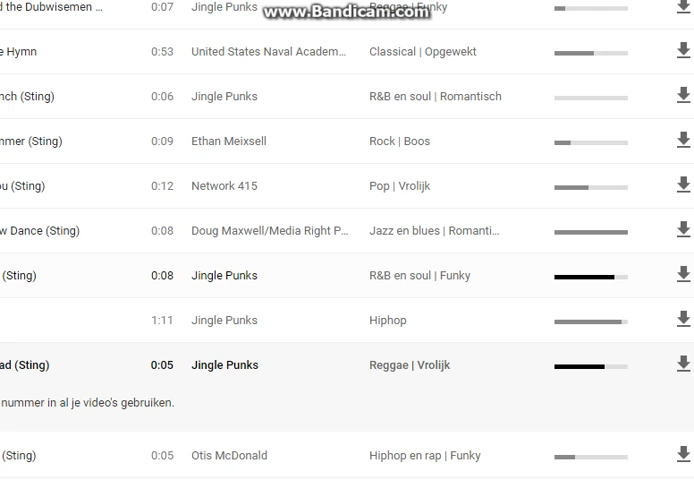 www.Bandicam.com
d the Dubwisemen ... 0:07 Jingle Punks Reggae | Funky
e Hymn 0:53 United States Naval Academ... Classical | Opgewekt
nch (Sting) 0:06 Jingle Punks R&B en soul | Romantisch
mmer (Sting) 0:09 Ethan Meixsell Rock | Boos
ou (Sting) 0:12 Network 415 Pop | Vrolijk
w Dance (Sting) 0:08 Doug Maxwell/Media Right P... Jazz en blues | Romanti...
(Sting) 0:08 Jingle Punks R&B en soul | Funky
1:11 Jingle Punks Hiphop
ad (Sting) 0:05 Jingle Punks Reggae | Vrolijk
nummer in al je video's gebruiken.
(Sting) 0:05 Otis McDonald Hiphop en rap | Funky